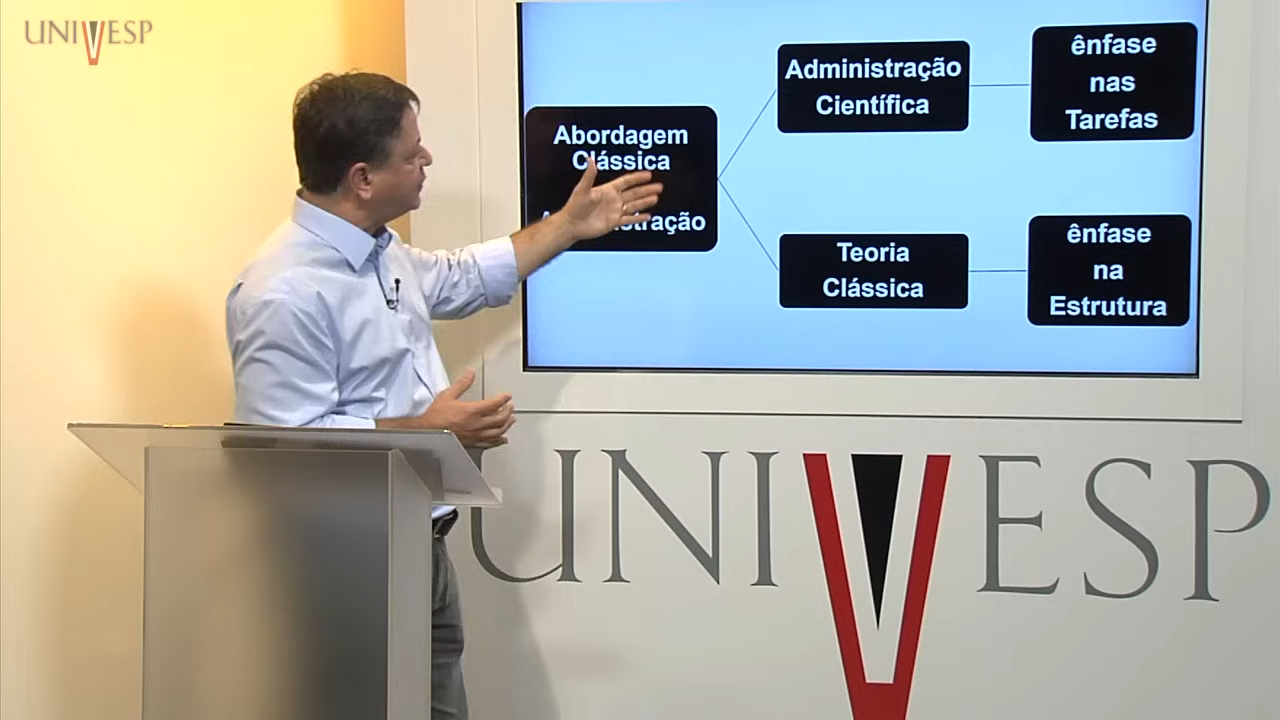 UNIVESP
Abordagem
Clássica
Administração
Científica
ênfase
nas
Tarefas
Teoria
Clássica
ênfase
na
Estrutura
UNIVESP